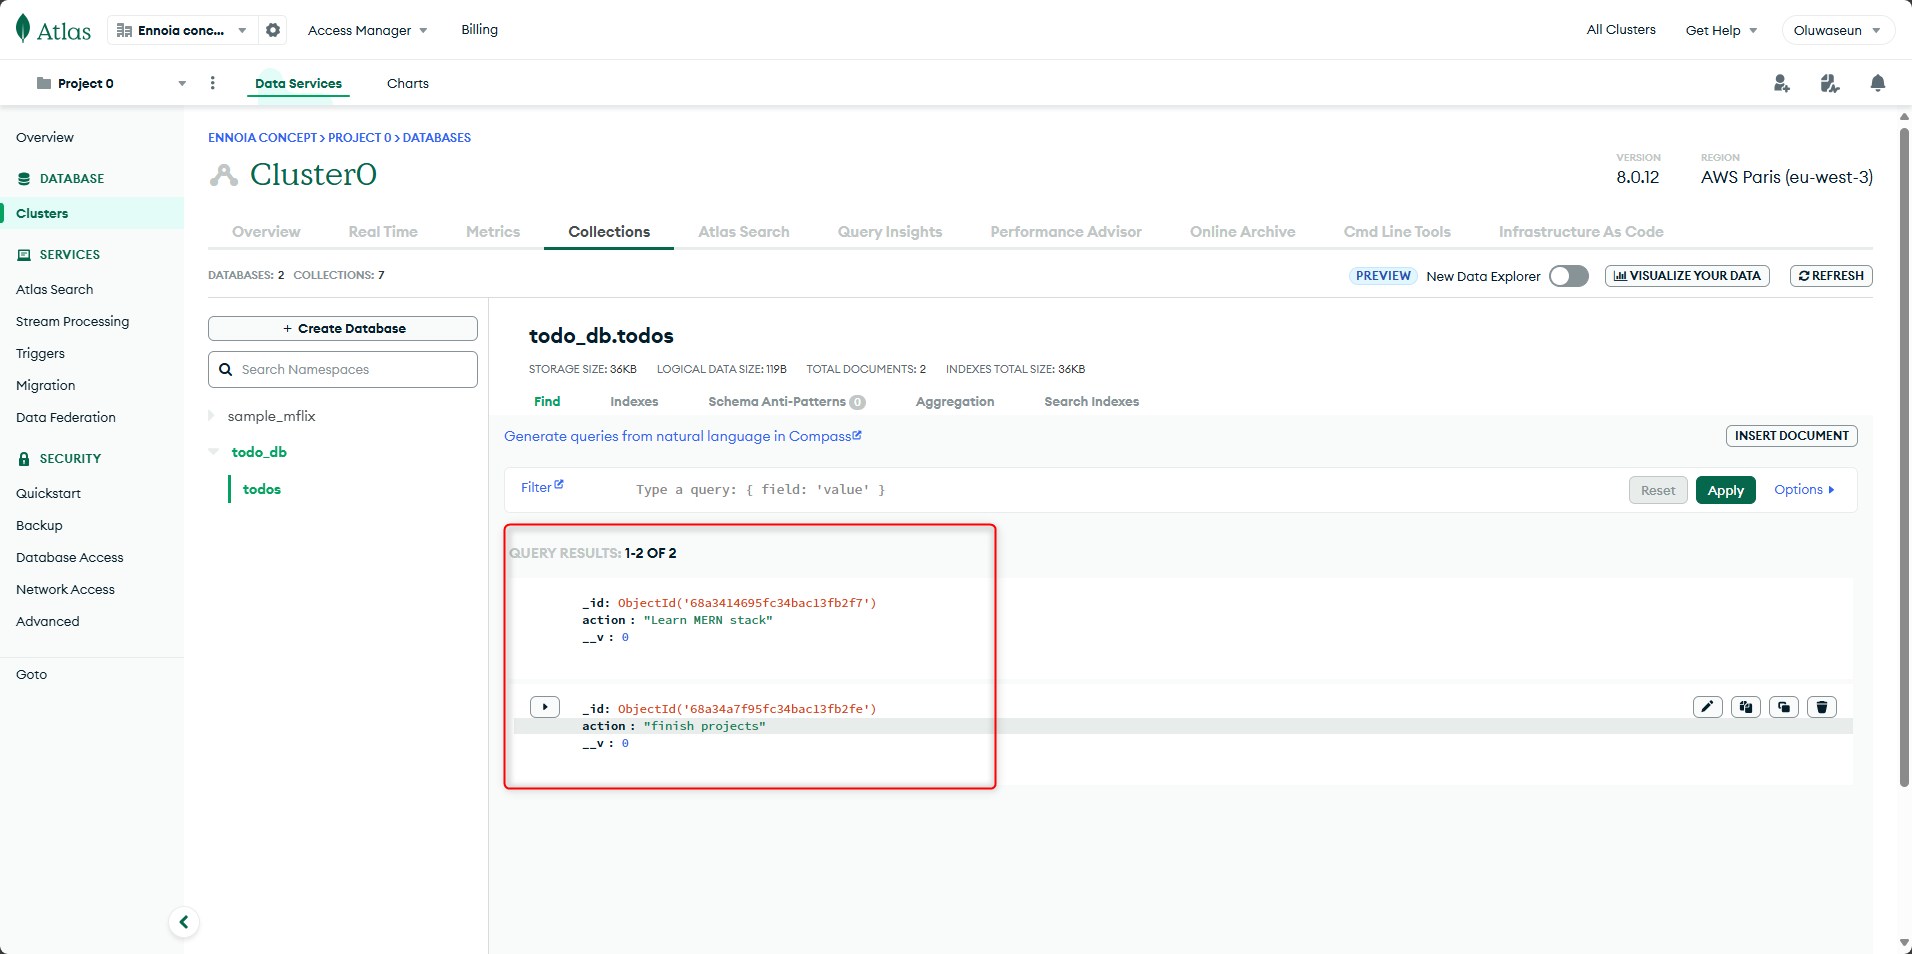 Atlas
Ennoia conc...
Access Manager
Billing
All Clusters
Get Help
Oluwaseun
Project 0
Data Services
Charts
Overview
DATABASE
Clusters
SERVICES
Atlas Search
Stream Processing
Triggers
Migration
Data Federation
SECURITY
Quickstart
Backup
Database Access
Network Access
Advanced
Goto
ENNOIA CONCEPT > PROJECT 0 > DATABASES
Cluster0
VERSION
8.0.12
REGION
AWS Paris (eu-west-3)
Overview
Real Time
Metrics
Collections
Atlas Search
Query Insights
Performance Advisor
Online Archive
Cmd Line Tools
Infrastructure As Code
DATABASES: 2 COLLECTIONS: 7
PREVIEW
New Data Explorer
VISUALIZE YOUR DATA
REFRESH
+ Create Database
Search Namespaces
sample_mflix
todo_db
todos
todo_db.todos
STORAGE SIZE: 36KB LOGICAL DATA SIZE: 119B TOTAL DOCUMENTS: 2 INDEXES TOTAL SIZE: 36KB
Find
Indexes
Schema Anti-Patterns 0
Aggregation
Search Indexes
Generate queries from natural language in Compass
INSERT DOCUMENT
Filter
Type a query: { field: 'value' }
Reset
Apply
Options
QUERY RESULTS: 1-2 OF 2
_id: ObjectId('68a3414695fc34bac13fb2f7')
action : "Learn MERN stack"
__v : 0
_id: ObjectId('68a34a7f95fc34bac13fb2fe')
action : "finish projects"
__v : 0